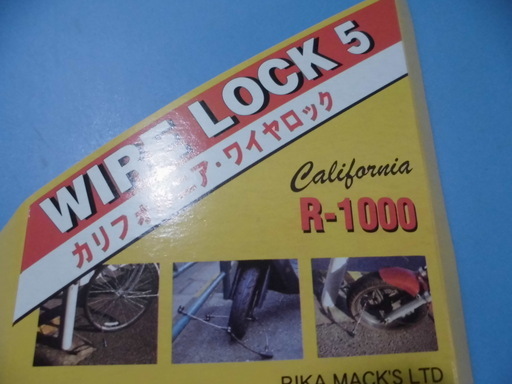 WIRE LOCK 5
カリフォルニア・ワイヤロック
California
R-1000
RIKA MACK'S LTD